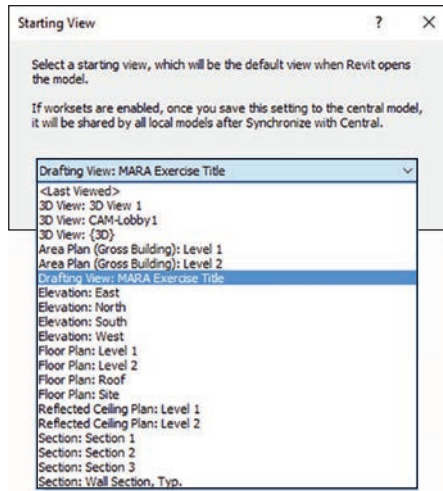 Starting View ? ×
Select a starting view, which will be the default view when Revit opens
the model.
If worksets are enabled, once you save this setting to the central model,
it will be shared by all local models after Synchronize with Central.
Drafting View: MARA Exercise Title
<Last Viewed>
3D View: 3D View 1
3D View: CAM-Lobby1
3D View: {3D}
Area Plan (Gross Building): Level 1
Area Plan (Gross Building): Level 2
Drafting View: MARA Exercise Title
Elevation: East
Elevation: North
Elevation: South
Elevation: West
Floor Plan: Level 1
Floor Plan: Level 2
Floor Plan: Roof
Floor Plan: Site
Reflected Ceiling Plan: Level 1
Reflected Ceiling Plan: Level 2
Section: Section 1
Section: Section 2
Section: Section 3
Section: Wall Section, Typ.